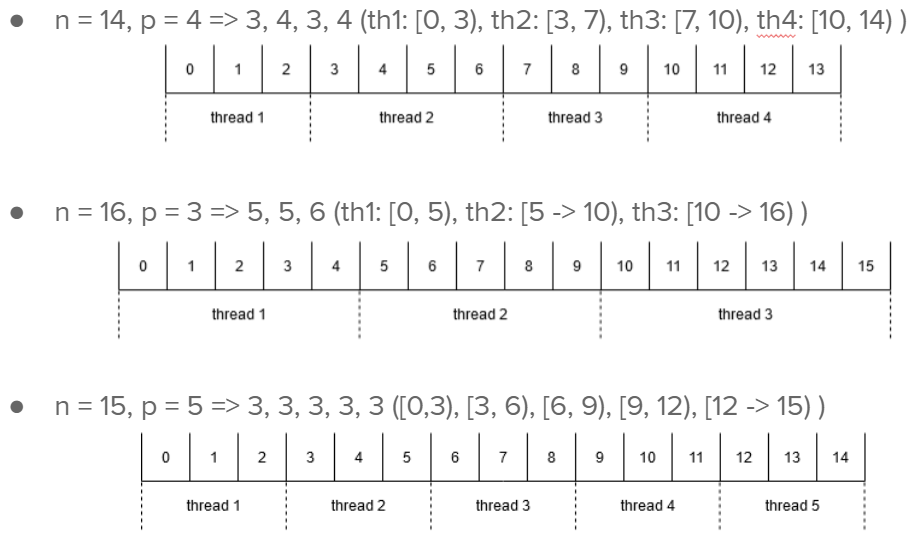 ● n = 14, p = 4 => 3, 4, 3, 4 (th1: [0, 3), th2: [3, 7), th3: [7, 10), th4: [10, 14) )
0 1 2 3 4 5 6 7 8 9 10 11 12 13
thread 1 thread 2 thread 3 thread 4
● n = 16, p = 3 => 5, 5, 6 (th1: [0, 5), th2: [5 -> 10), th3: [10 -> 16) )
0 1 2 3 4 5 6 7 8 9 10 11 12 13 14 15
thread 1 thread 2 thread 3
● n = 15, p = 5 => 3, 3, 3, 3, 3 ([0,3), [3, 6), [6, 9), [9, 12), [12 -> 15) )
0 1 2 3 4 5 6 7 8 9 10 11 12 13 14
thread 1 thread 2 thread 3 thread 4 thread 5